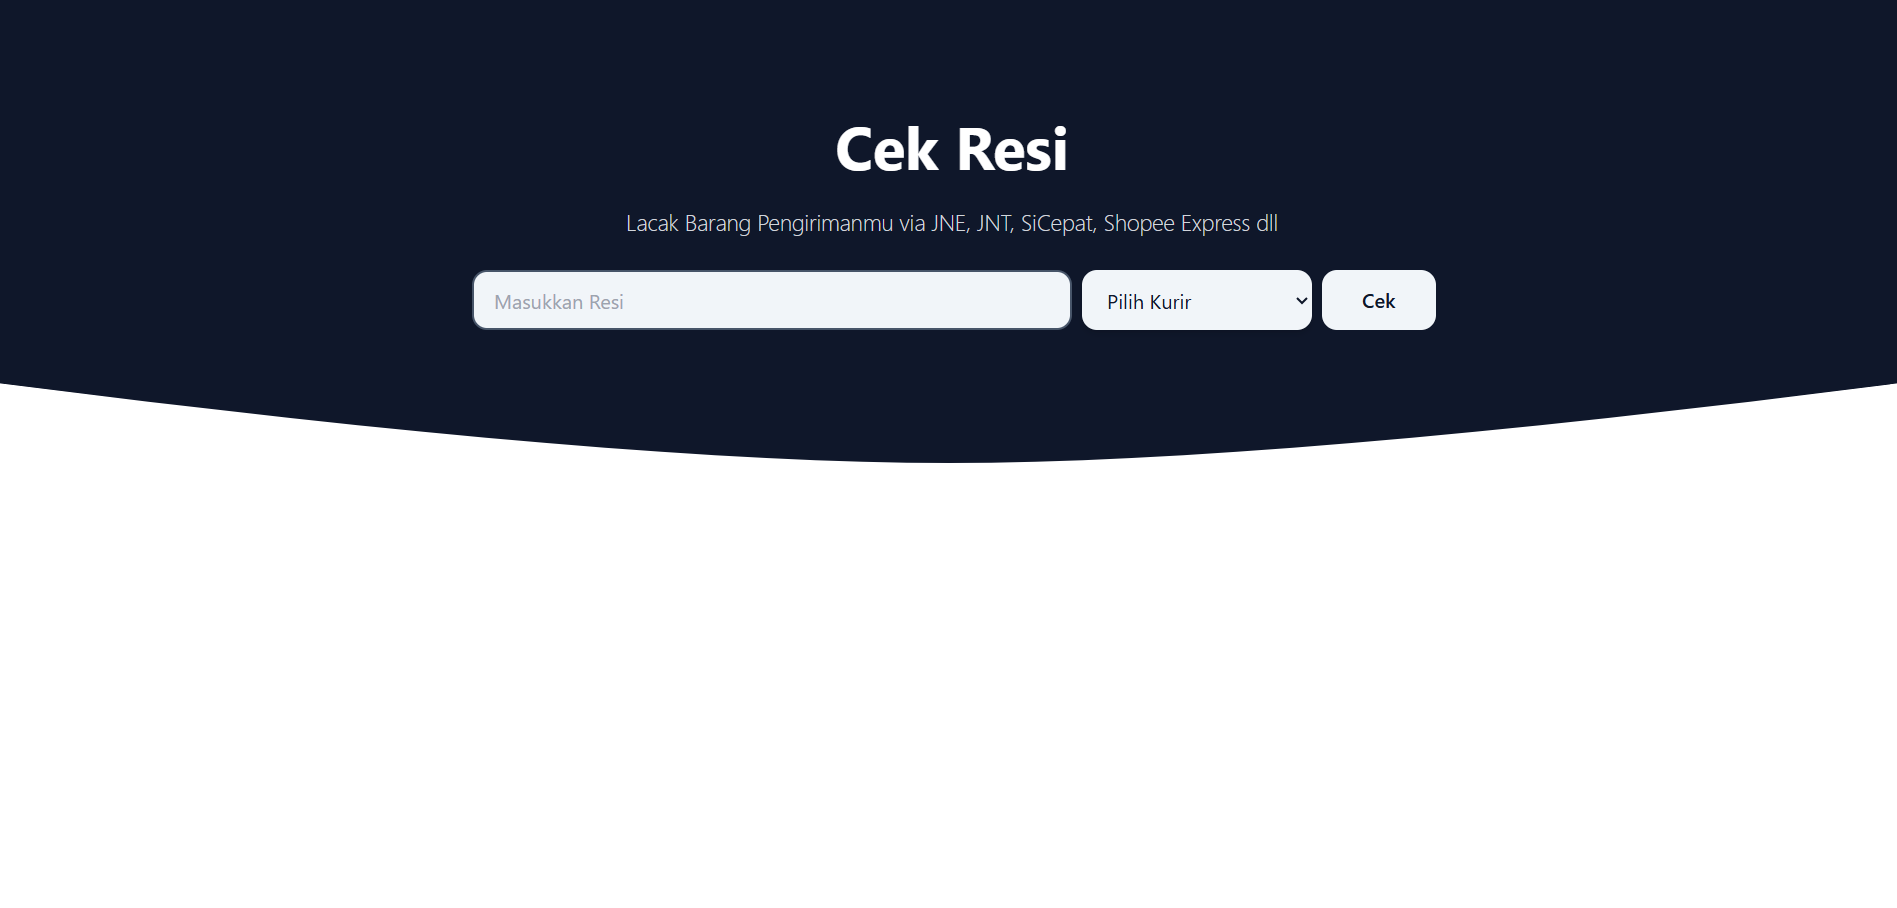 Cek Resi
Lacak Barang Pengirimanmu via JNE, JNT, SiCepat, Shopee Express dll
Masukkan Resi
Pilih Kurir
Cek